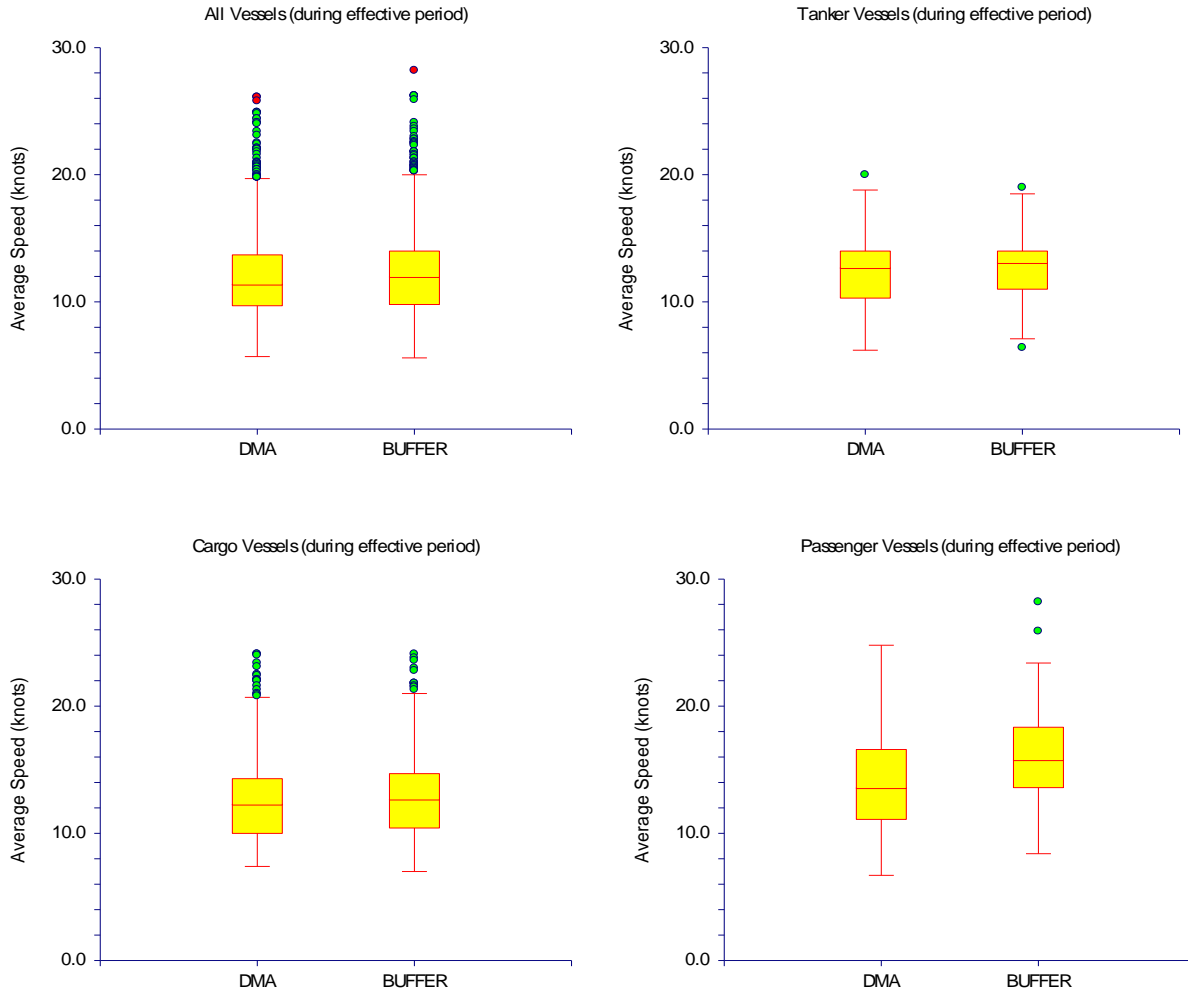 All Vessels (during effective period)
30.0
20.0
10.0
0.0
Average Speed (knots)
DMA
BUFFER
Tanker Vessels (during effective period)
30.0
20.0
10.0
0.0
Average Speed (knots)
DMA
BUFFER
Cargo Vessels (during effective period)
30.0
20.0
10.0
0.0
Average Speed (knots)
DMA
BUFFER
Passenger Vessels (during effective period)
30.0
20.0
10.0
0.0
Average Speed (knots)
DMA
BUFFER